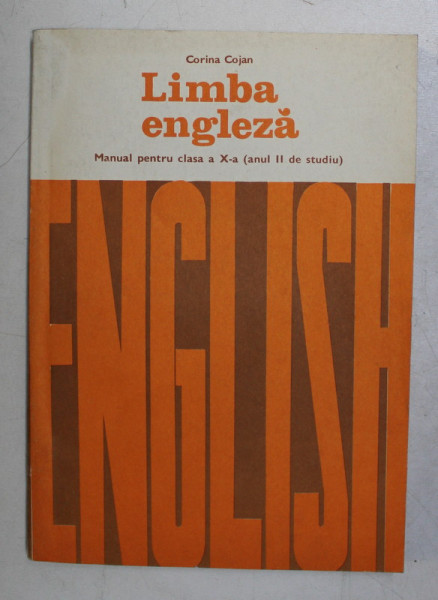 Corina Cojan
Limba
engleză
Manual pentru clasa a X-a (anul II de studiu)
ENGLISH